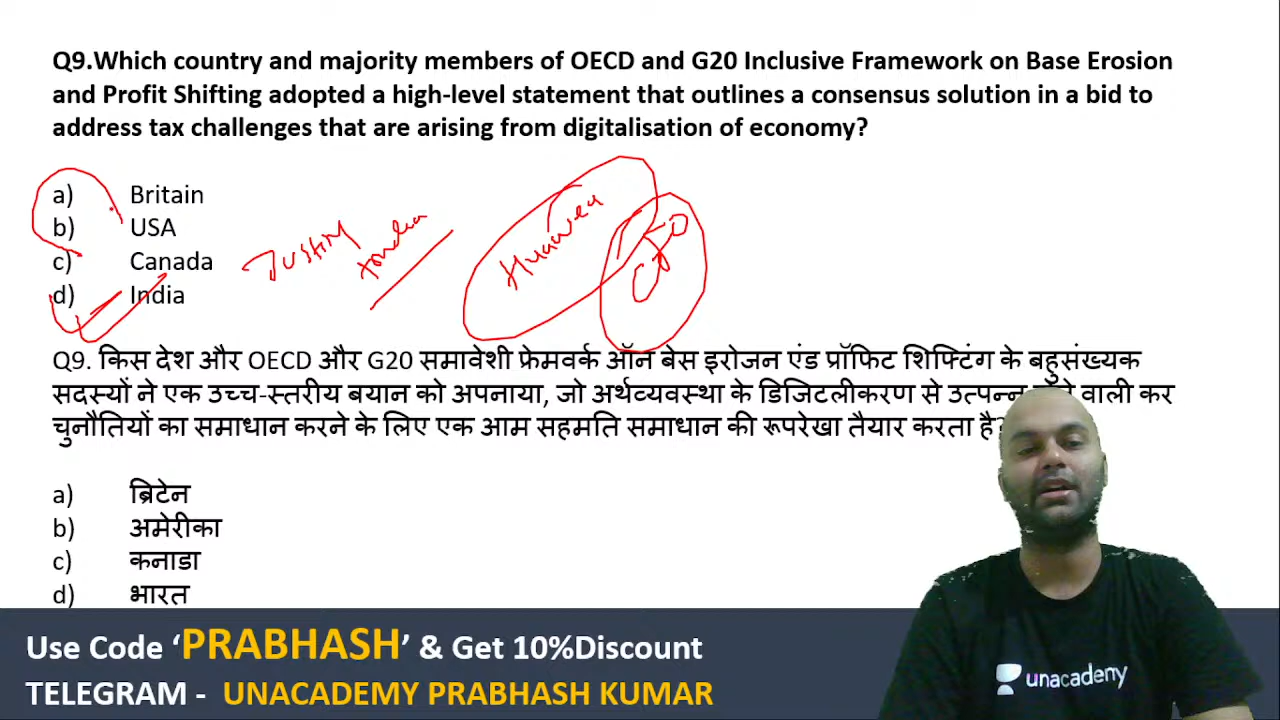 Q9.Which country and majority members of OECD and G20 Inclusive Framework on Base Erosion
and Profit Shifting adopted a high-level statement that outlines a consensus solution in a bid to
address tax challenges that are arising from digitalisation of economy?
a) Britain
b) USA
c) Canada
d) India
Justin
India
Huawei
CFO
Q9. किस देश और OECD और G20 समावेशी फ्रेमवर्क ऑन बेस इरोजन एंड प्रॉफिट शिफ्टिंग के बहुसंख्यक
सदस्यों ने एक उच्च-स्तरीय बयान को अपनाया, जो अर्थव्यवस्था के डिजिटलीकरण से उत्पन्न वाली कर
चुनौतियों का समाधान करने के लिए एक आम सहमति समाधान की रूपरेखा तैयार करता है?
a) ब्रिटेन
b) अमेरीका
c) कनाडा
d) भारत
unacademy
Use Code ‘PRABHASH’ & Get 10%Discount
TELEGRAM - UNACADEMY PRABHASH KUMAR